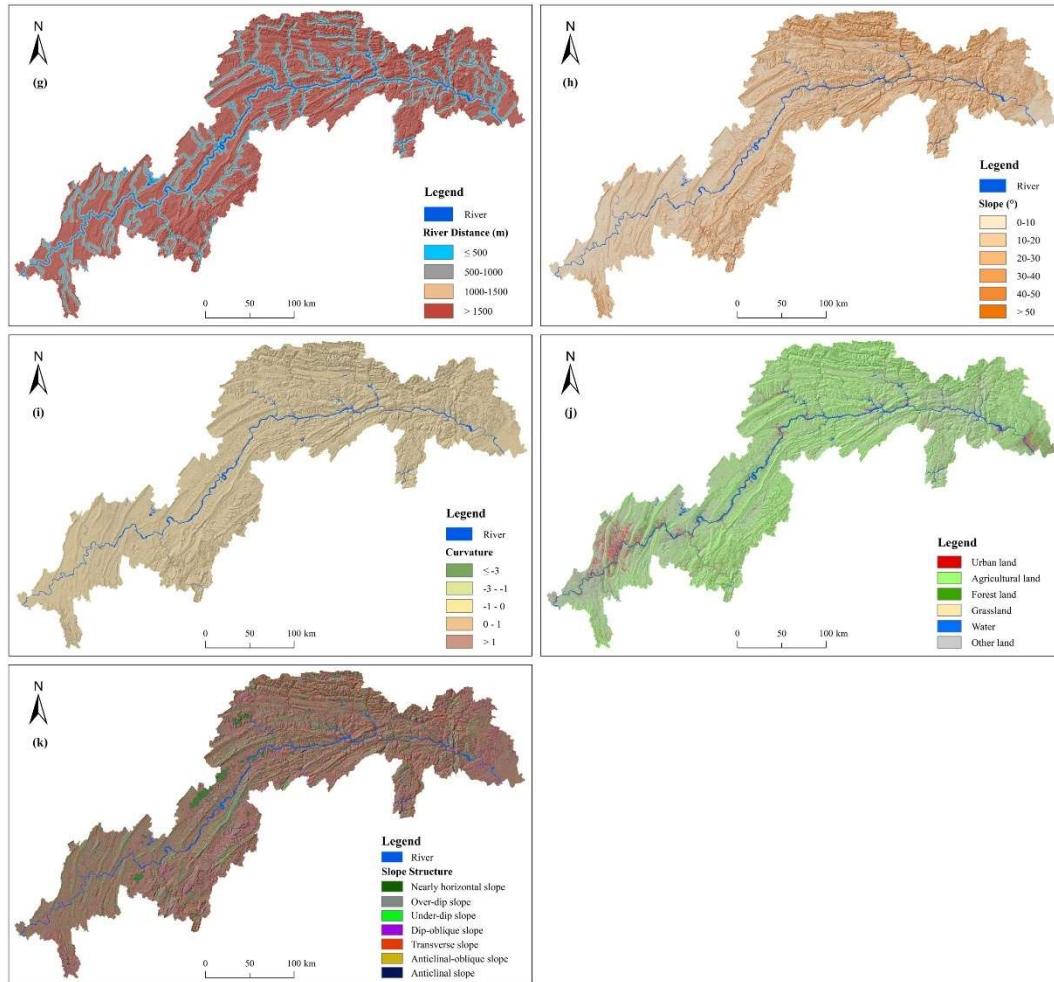 N
(g)
Legend
River
River Distance (m)
≤ 500
500-1000
1000-1500
> 1500
0 50 100 km
N
(h)
Legend
River
Slope (°)
0-10
10-20
20-30
30-40
40-50
> 50
0 50 100 km
N
(i)
Legend
River
Curvature
≤ -3
-3 - -1
-1 - 0
0 - 1
> 1
0 50 100 km
N
(j)
Legend
Urban land
Agricultural land
Forest land
Grassland
Water
Other land
0 50 100 km
N
(k)
Legend
River
Slope Structure
Nearly horizontal slope
Over-dip slope
Under-dip slope
Dip-oblique slope
Transverse slope
Anticlinal-oblique slope
Anticlinal slope
0 50 100 km